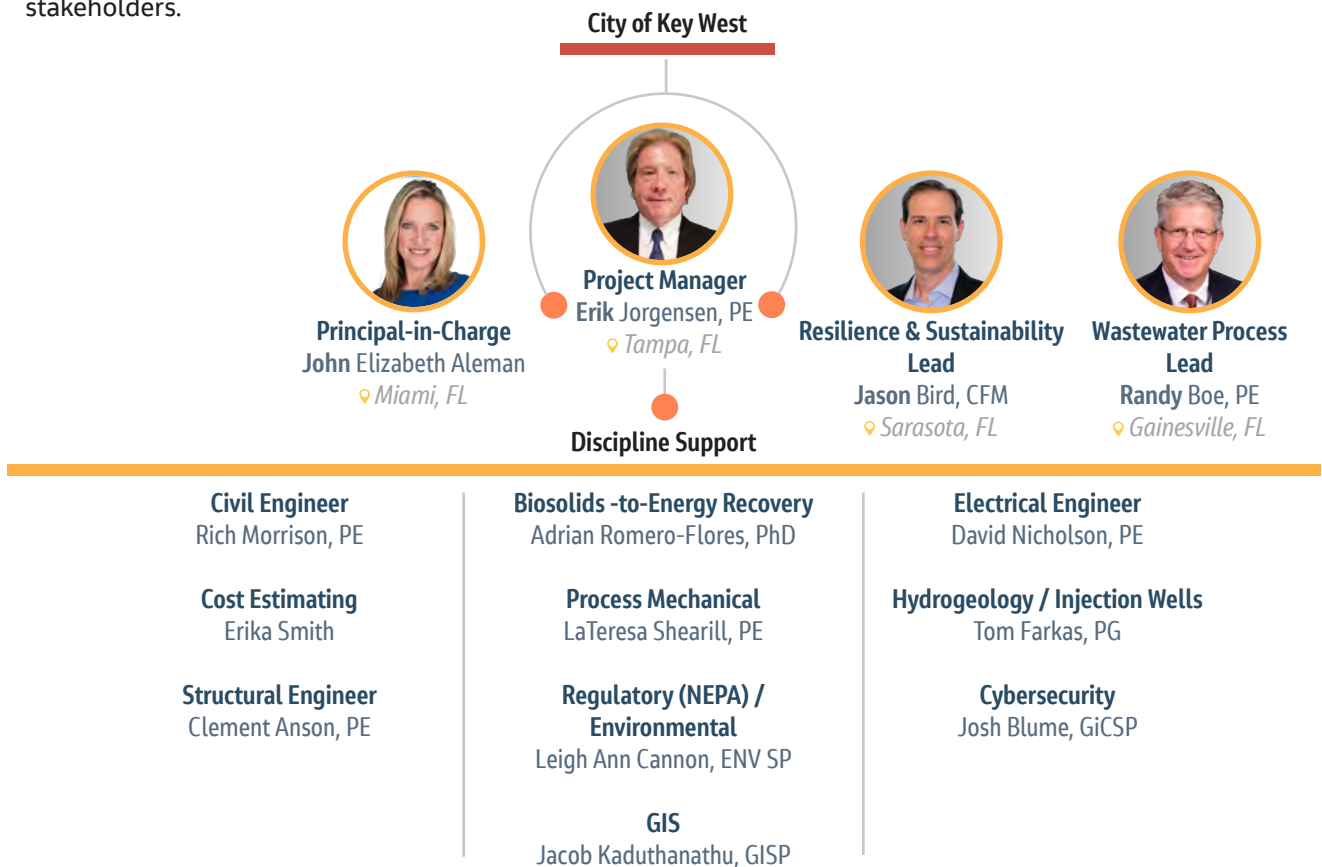 stakeholders.
City of Key West
Principal-in-Charge
John Elizabeth Aleman
Miami, FL
Project Manager
Erik Jorgensen, PE
Tampa, FL
Resilience & Sustainability
Lead
Jason Bird, CFM
Sarasota, FL
Wastewater Process
Lead
Randy Boe, PE
Gainesville, FL
Discipline Support
Civil Engineer
Rich Morrison, PE
Cost Estimating
Erika Smith
Structural Engineer
Clement Anson, PE
Biosolids -to-Energy Recovery
Adrian Romero-Flores, PhD
Process Mechanical
LaTeresa Shearill, PE
Regulatory (NEPA) /
Environmental
Leigh Ann Cannon, ENV SP
GIS
Jacob Kaduthanathu, GISP
Electrical Engineer
David Nicholson, PE
Hydrogeology / Injection Wells
Tom Farkas, PG
Cybersecurity
Josh Blume, GiCSP